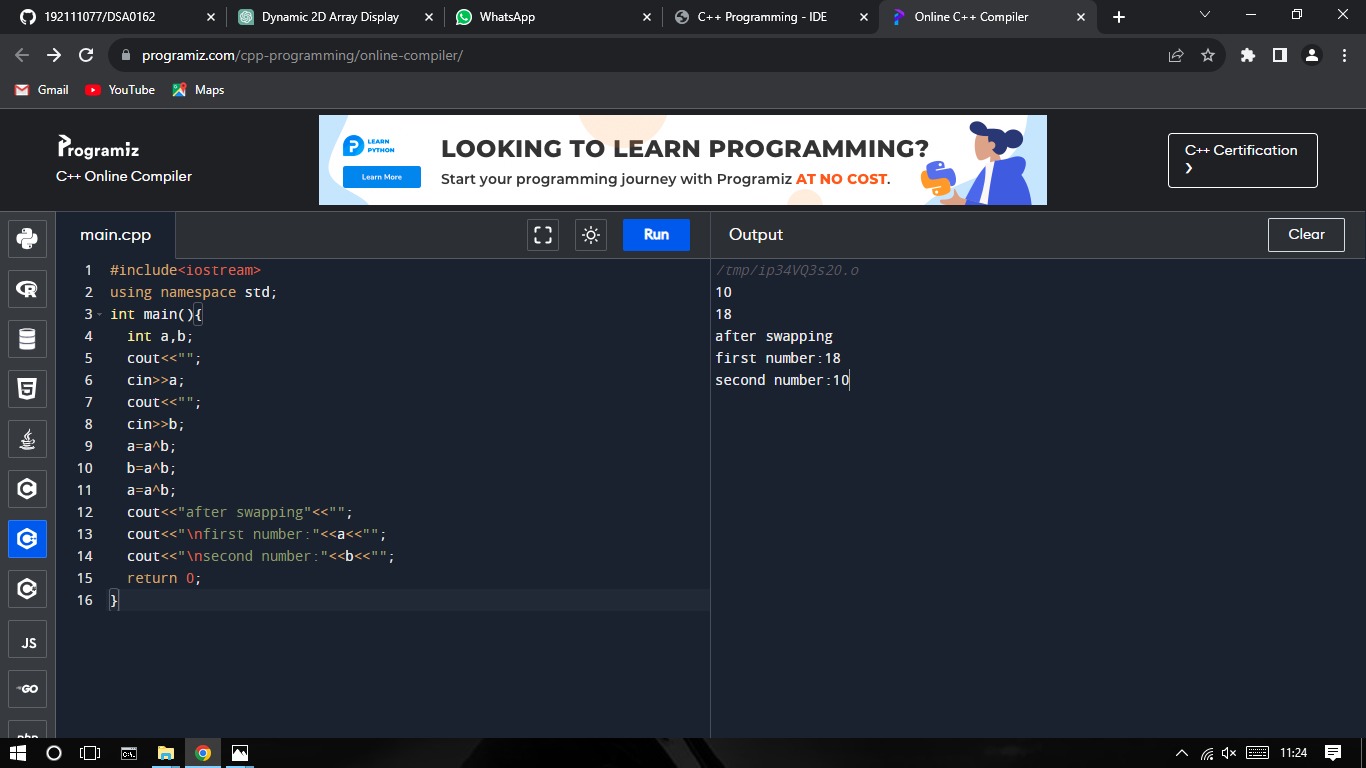 192111077/DSA0162
Dynamic 2D Array Display
WhatsApp
C++ Programming - IDE
Online C++ Compiler
programiz.com/cpp-programming/online-compiler/
Gmail
YouTube
Maps
Programiz
C++ Online Compiler
LEARN
PYTHON
Learn More
LOOKING TO LEARN PROGRAMMING?
Start your programming journey with Programiz AT NO COST.
C++ Certification
main.cpp
Run
Output
Clear
1 #include<iostream>
2 using namespace std;
3 int main(){
4 int a,b;
5 cout<<"";
6 cin>>a;
7 cout<<"";
8 cin>>b;
9 a=a^b;
10 b=a^b;
11 a=a^b;
12 cout<<"after swapping"<<"";
13 cout<<"\nfirst number:"<<a<<"";
14 cout<<"\nsecond number:"<<b<<"";
15 return 0;
16 }
/tmp/ip34VQ3s2O.o
10
18
after swapping
first number:18
second number:10
JS
GO
php
11:24